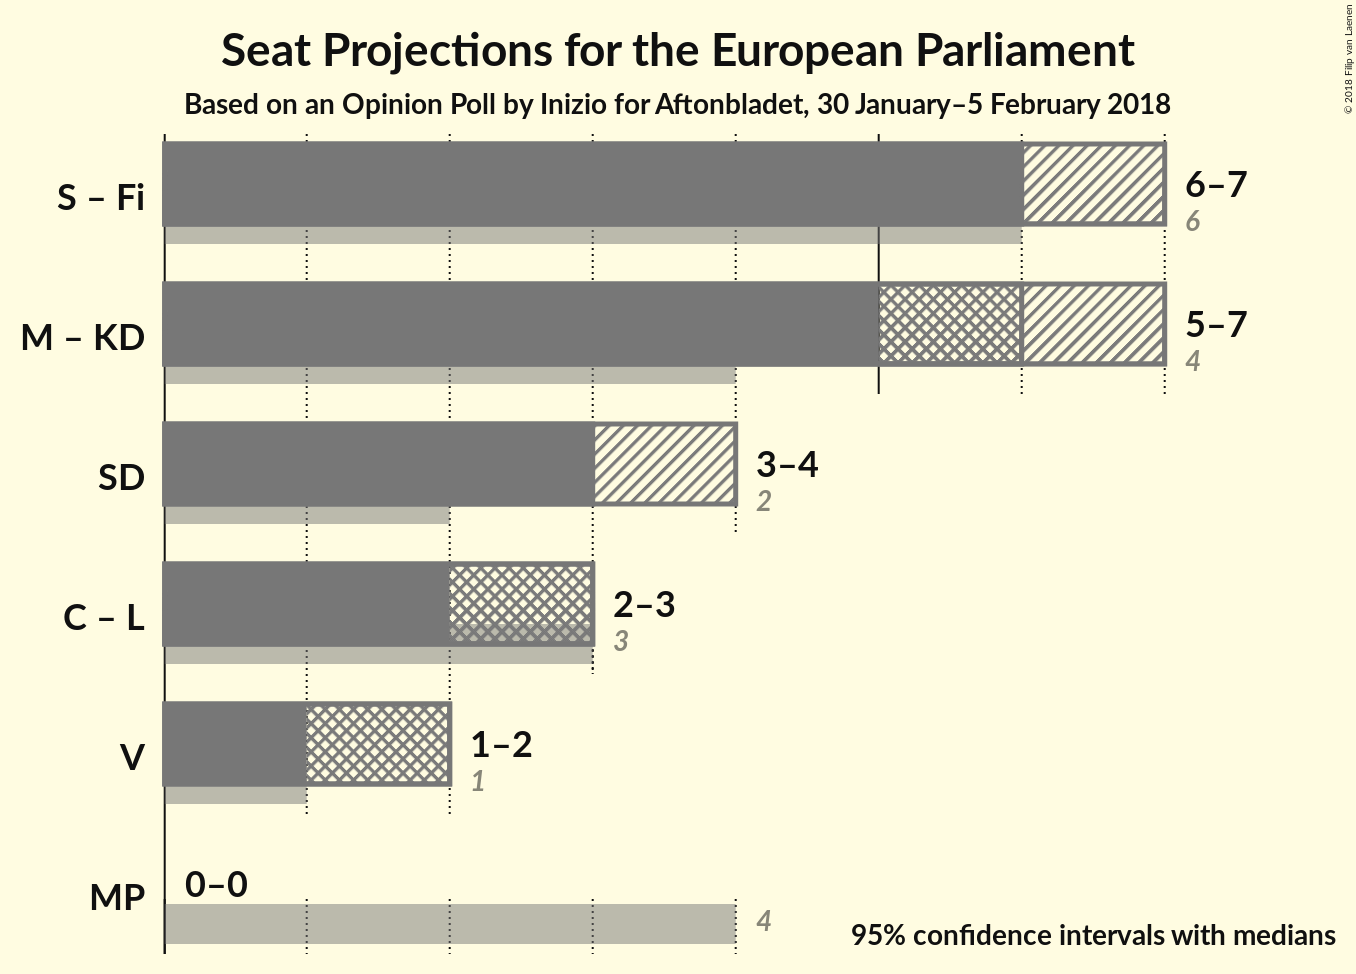 Seat Projections for the European Parliament
Based on an Opinion Poll by Inizio for Aftonbladet, 30 January–5 February 2018
© 2018 Filip van Laenen
S – Fi
6–7
6
M – KD
5–7
4
SD
3–4
2
C – L
2–3
3
V
1–2
1
MP
0–0
4
95% confidence intervals with medians